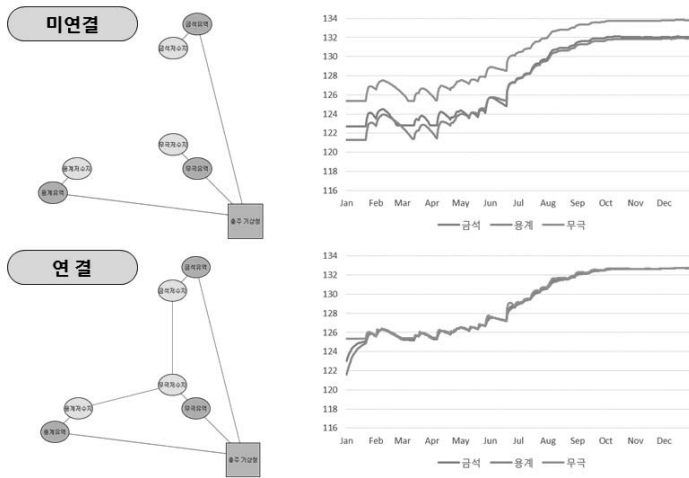 미연결
금석유역
금석저수지
무극저수지
무극유역
용계저수지
용계유역
충주 기상청
134
132
130
128
126
124
122
120
118
116
Jan Feb Mar Apr May Jun Jul Aug Sep Oct Nov Dec
금석 용계 무극
연 결
금석유역
금석저수지
무극저수지
무극유역
용계저수지
용계유역
충주 기상청
134
132
130
128
126
124
122
120
118
116
Jan Feb Mar Apr May Jun Jul Aug Sep Oct Nov Dec
금석 용계 무극